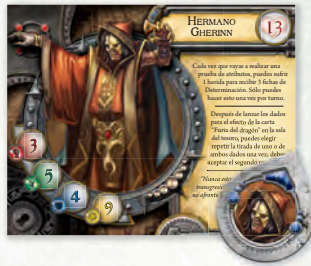 HERMANO
GHERINN
13
Cada vez que vayas a realizar una
prueba de atributos, puedes sufrir
1 herida para recibir 3 fichas de
Determinación. Sólo puedes
hacer esto una vez por turno.
Después de lanzar los dados
para el efecto de la carta
"Furia del dragón" en la sala
del tesoro, puedes elegir
repetir la tirada de uno o de
ambos dados una vez; debes
aceptar el segundo
"Nunca
no
3
5
4
9